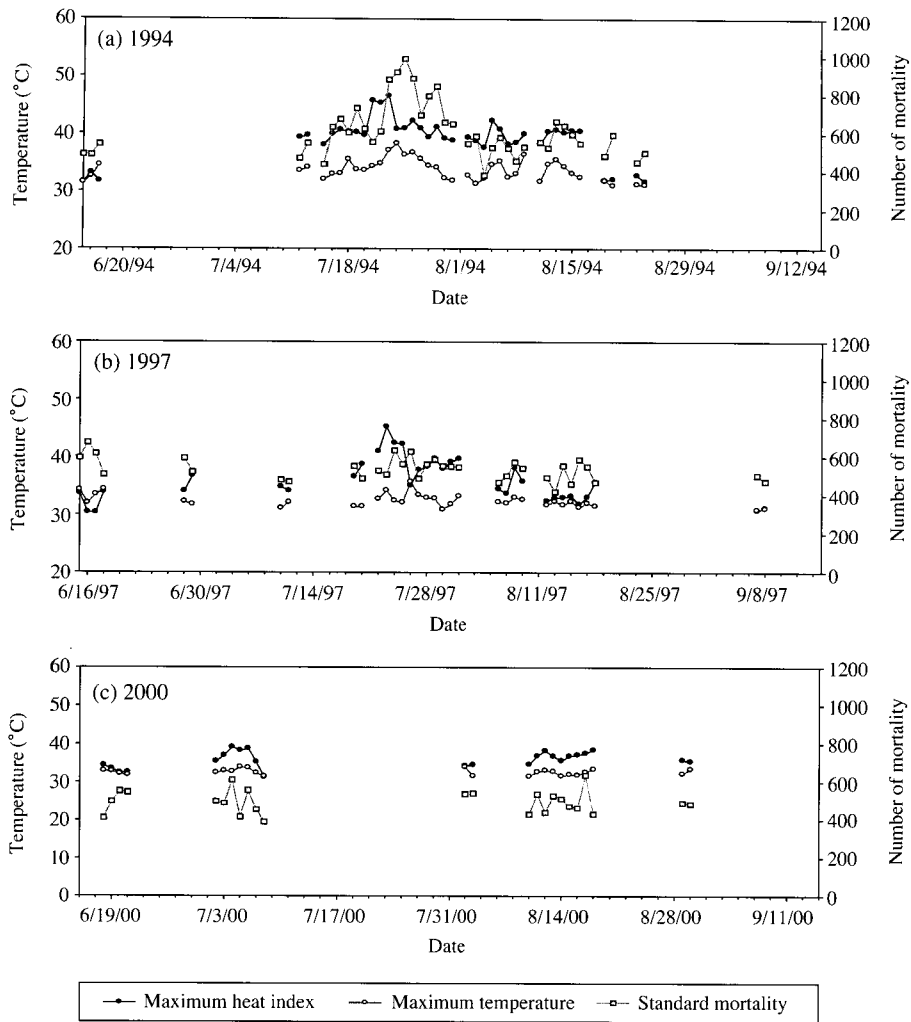 (a) 1994
Temperature (°C)
60
50
40
30
20
1200
1000
800
600
400
200
0
Number of mortality
6/20/94 7/4/94 7/18/94 8/1/94 8/15/94 8/29/94 9/12/94
Date
(b) 1997
Temperature (°C)
60
50
40
30
20
1200
1000
800
600
400
200
0
Number of mortality
6/16/97 6/30/97 7/14/97 7/28/97 8/11/97 8/25/97 9/8/97
Date
(c) 2000
Temperature (°C)
60
50
40
30
20
10
0
1200
1000
800
600
400
200
0
Number of mortality
6/19/00 7/3/00 7/17/00 7/31/00 8/14/00 8/28/00 9/11/00
Date
Maximum heat index Maximum temperature Standard mortality